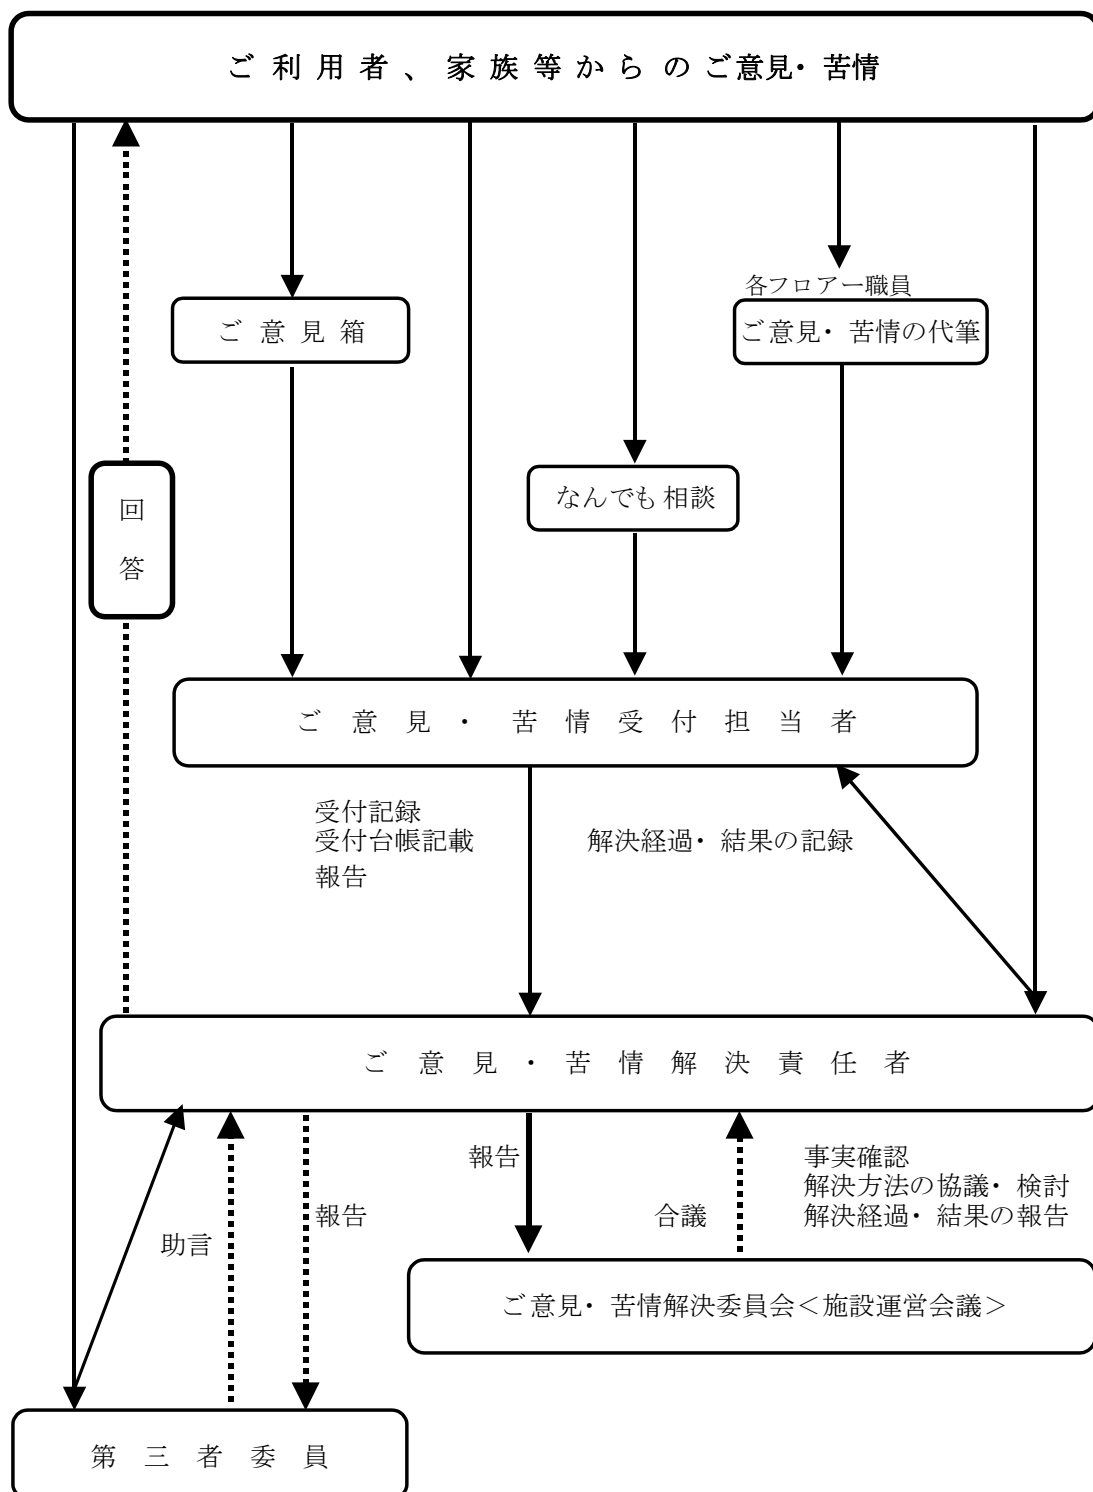 ご利用者、家族等からのご意見・苦情
各フロアー職員
ご意見箱
ご意見・苦情の代筆
回答
なんでも相談
ご意見・苦情受付担当者
受付記録
受付台帳記載
報告
解決経過・結果の記録
ご意見・苦情解決責任者
報告
事実確認
解決方法の協議・検討
解決経過・結果の報告
合議
報告
助言
ご意見・苦情解決委員会＜施設運営会議＞
第三者委員